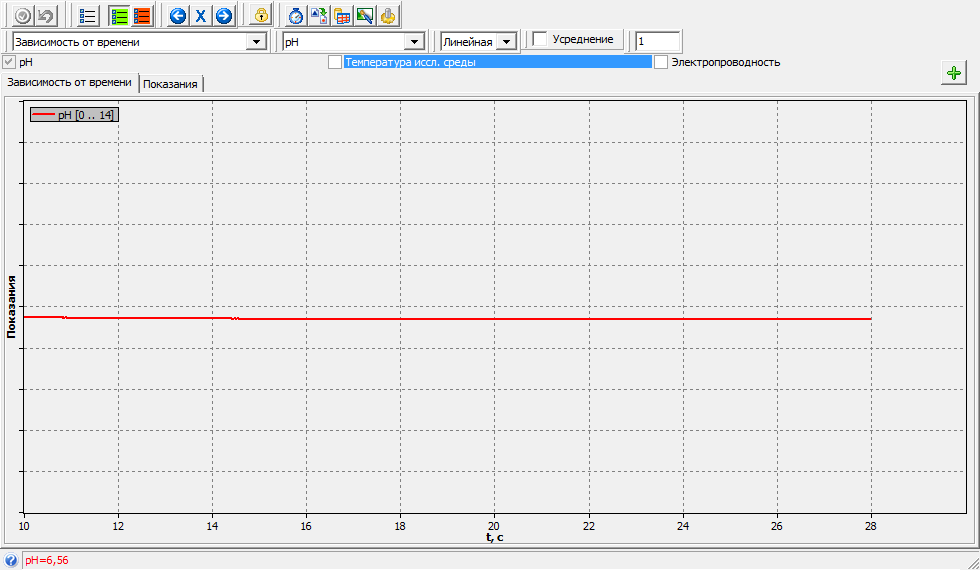 X
Зависимость от времени pH Линейная Усреднение 1
pH Температура иссл. среды Электропроводность
Зависимость от времени Показания
pH [0 .. 14]
Показания
10 12 14 16 18 20 22 24 26 28
t, c
? pH=6,56